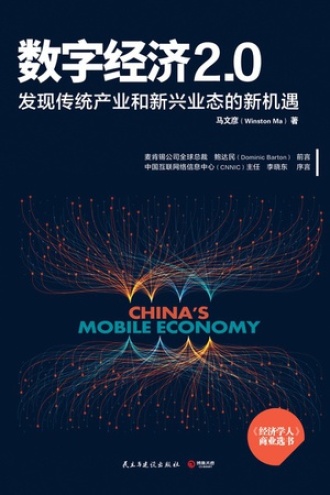 数字经济2.0
发现传统产业和新兴业态的新机遇
马文彦（Winston Ma）著
麦肯锡公司全球总裁 鲍达民（Dominic Barton） 前言
中国互联网络信息中心（CNNIC）主任 李晓东 序言
CHINA'S
MOBILE ECONOMY
《经济学人》
商业选书
民主与建设出版社